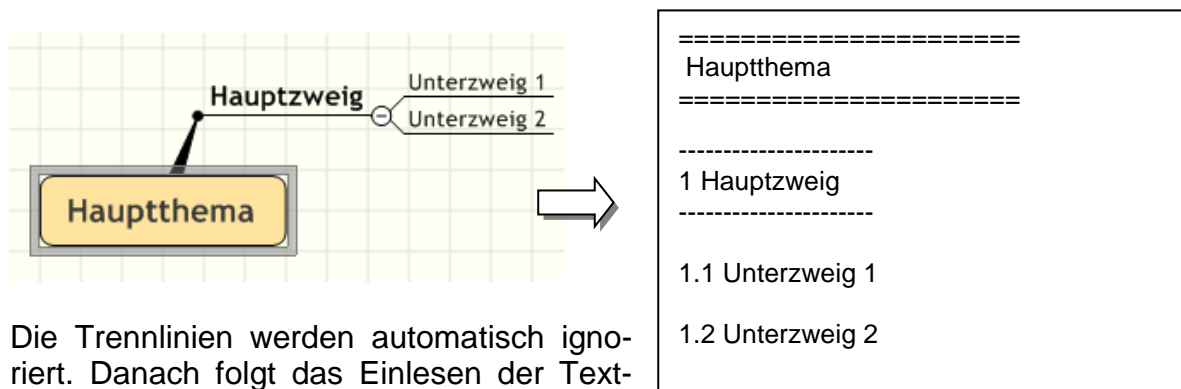 Hauptzweig
Unterzweig 1
Unterzweig 2
Hauptthema
======================
Hauptthema
======================
----------------------
1 Hauptzweig
----------------------
1.1 Unterzweig 1
1.2 Unterzweig 2
Die Trennlinien werden automatisch igno-
riert. Danach folgt das Einlesen der Text-